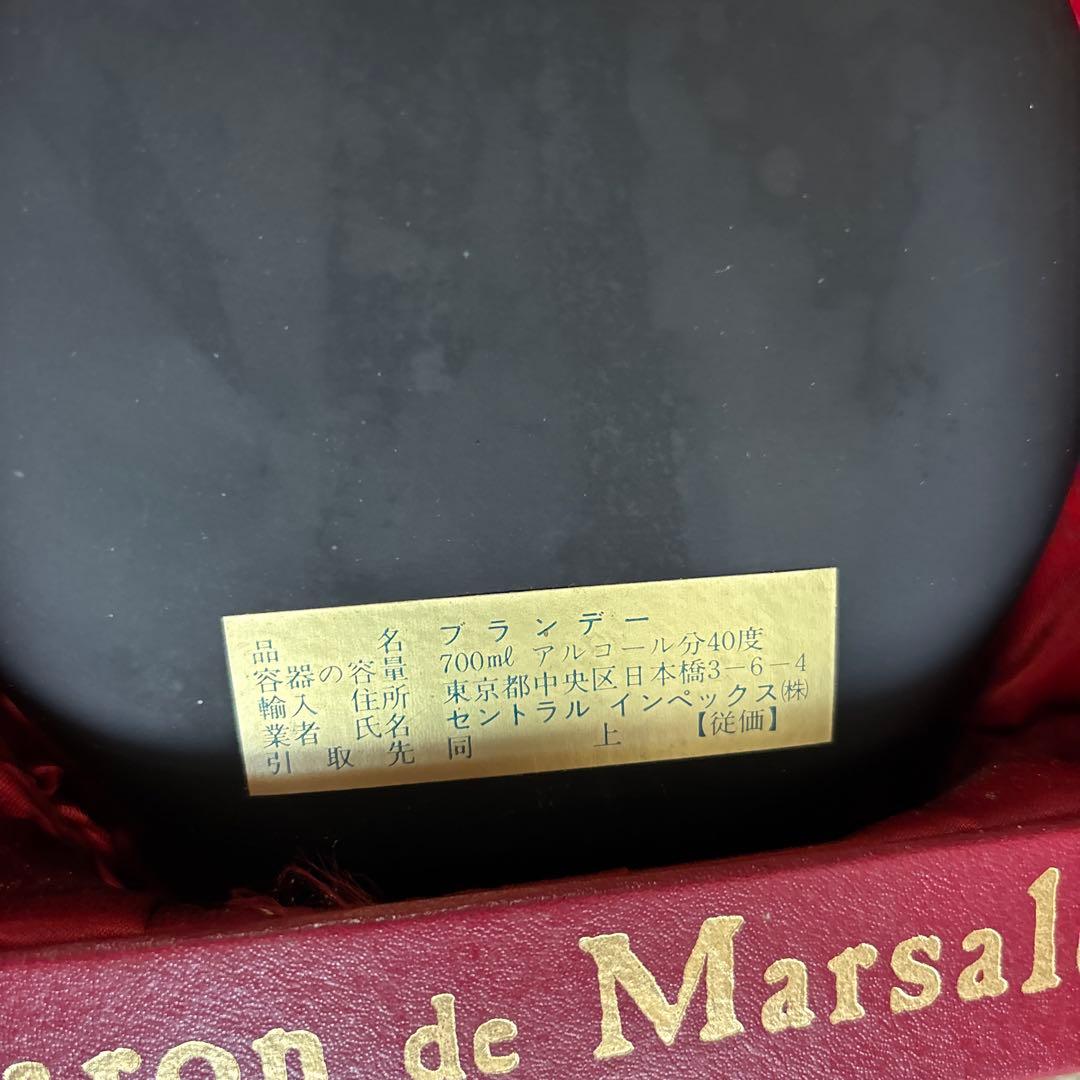 品名 ブランデー
容器の容量 700㎖ アルコール分40度
輸入 住所 東京都中央区日本橋3-6-4
業者 氏名 セントラル インペックス㈱
引取先 同上 【従価】
de